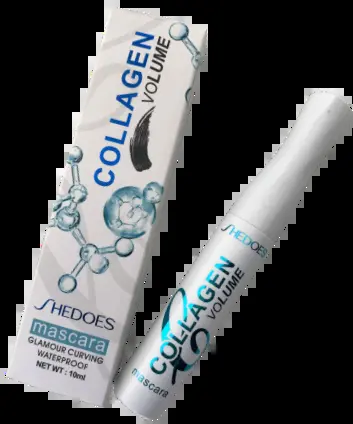 COLLAGEN
VOLUME
SHEDOES
mascara
GLAMOUR CURVING
WATERPROOF
NET WT : 10ml
SHEDOES
COLLAGEN
VOLUME
mascara